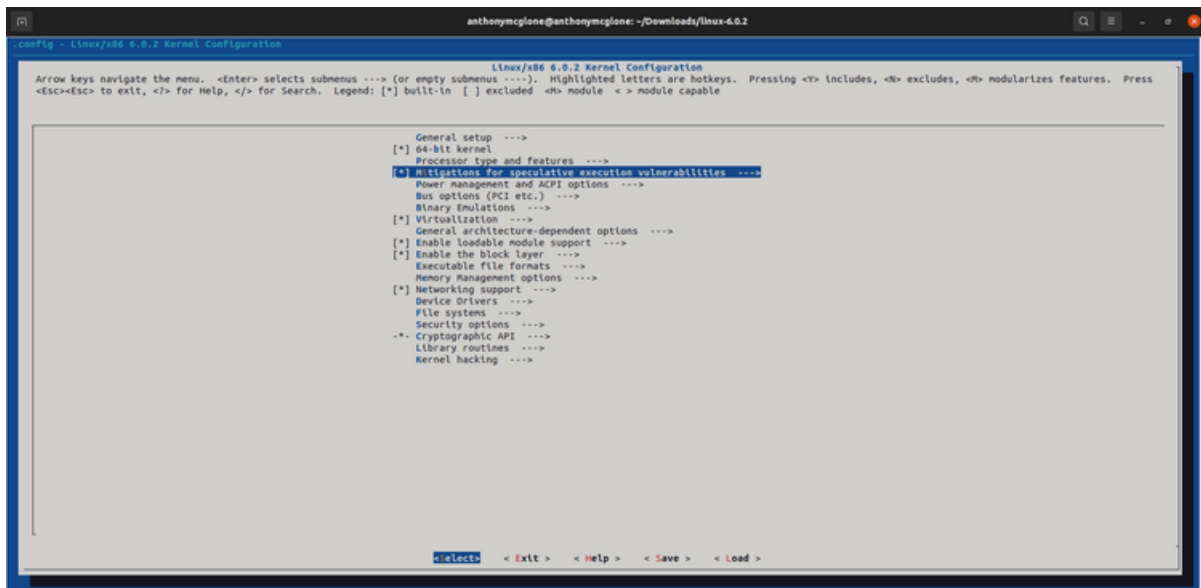 anthonymcglone@anthonymcglone: ~/Downloads/linux-6.0.2
.config - Linux/x86 6.0.2 Kernel Configuration
Linux/x86 6.0.2 Kernel Configuration
Arrow keys navigate the menu.  <Enter> selects submenus ---> (or empty submenus ----).  Highlighted letters are hotkeys.  Pressing <Y> includes, <N> excludes, <M> modularizes features.  Press
<Esc><Esc> to exit, <?> for Help, </> for Search.  Legend: [*] built-in  [ ] excluded  <M> module  < > module capable
General setup  --->
[*] 64-bit kernel
Processor type and features  --->
[*] Mitigations for speculative execution vulnerabilities  --->
Power management and ACPI options  --->
Bus options (PCI etc.)  --->
Binary Emulations  --->
[*] Virtualization  --->
General architecture-dependent options  --->
[*] Enable loadable module support  --->
[*] Enable the block layer  --->
Executable file formats  --->
Memory Management options  --->
[*] Networking support  --->
Device Drivers  --->
File systems  --->
Security options  --->
-*- Cryptographic API  --->
Library routines  --->
Kernel hacking  --->
<Select>    < Exit >    < Help >    < Save >    < Load >